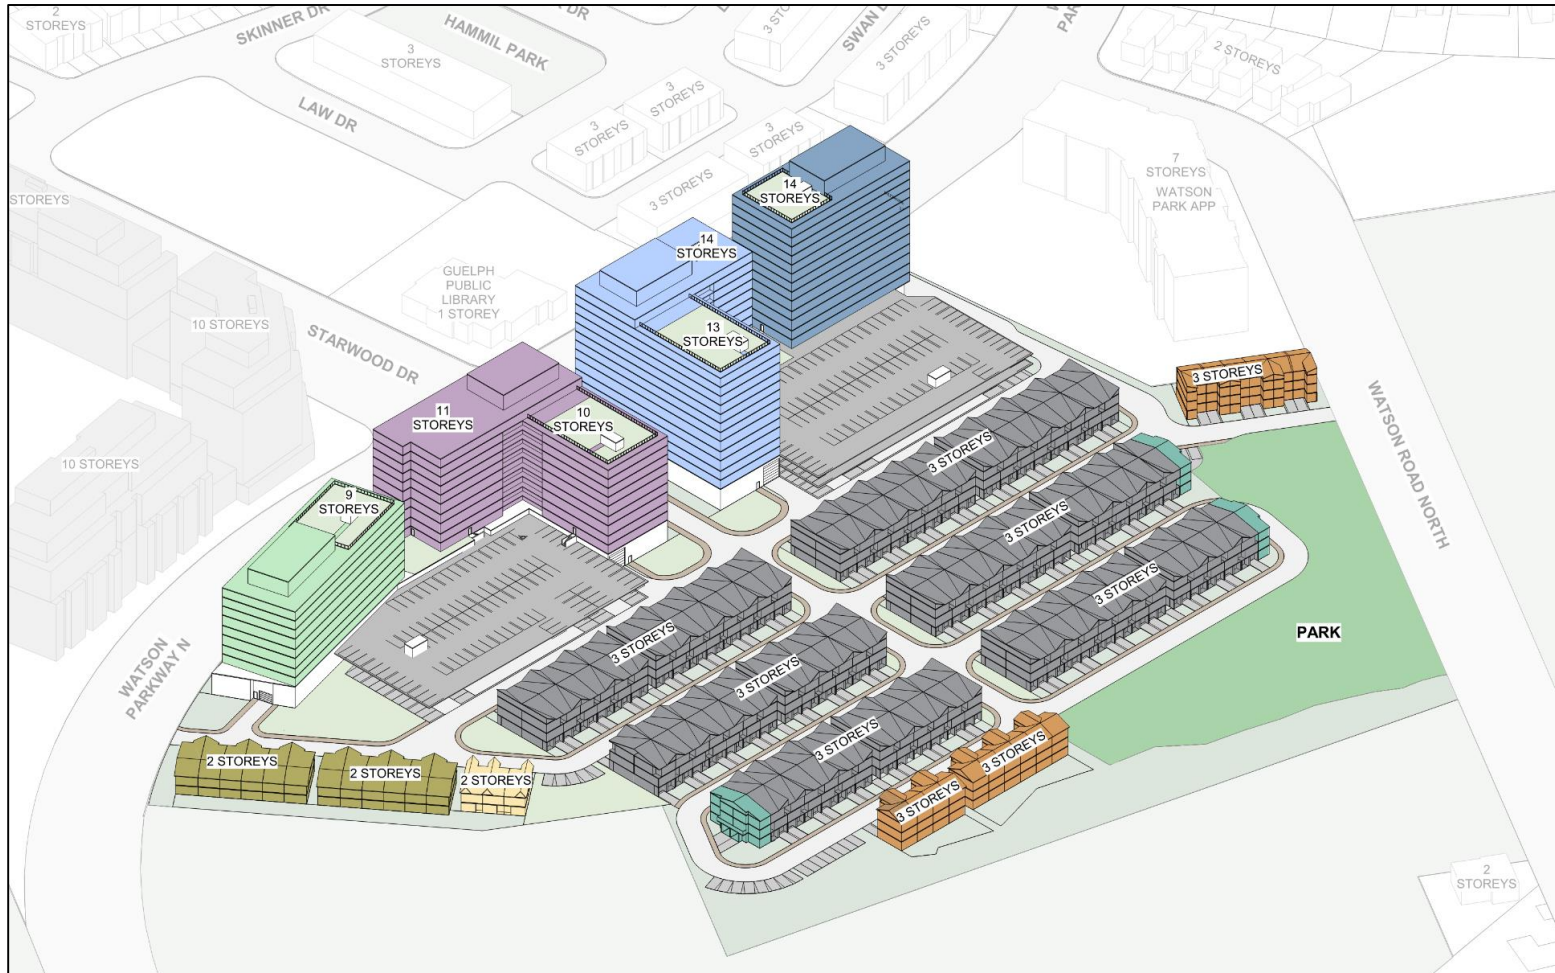 2
STOREYS
SKINNER DR
HAMMIL PARK
DR
3
STOREYS
SWAN
3 STOREYS
2 STOREYS
3
STOREYS
LAW DR
3
STOREYS
3
STOREYS
3
STOREYS
3 STOREYS
7
STOREYS
WATSON
PARK APP
STOREYS
14
STOREYS
14
STOREYS
GUELPH
PUBLIC
LIBRARY
1 STOREY
10 STOREYS
STARWOOD DR
13
STOREYS
3 STOREYS
WATSON ROAD NORTH
11
STOREYS
10
STOREYS
10 STOREYS
9
STOREYS
3 STOREYS
3 STOREYS
3 STOREYS
PARK
WATSON
PARKWAY N
3 STOREYS
3 STOREYS
3 STOREYS
2 STOREYS
2 STOREYS
2 STOREYS
3 STOREYS
3 STOREYS
2
STOREYS